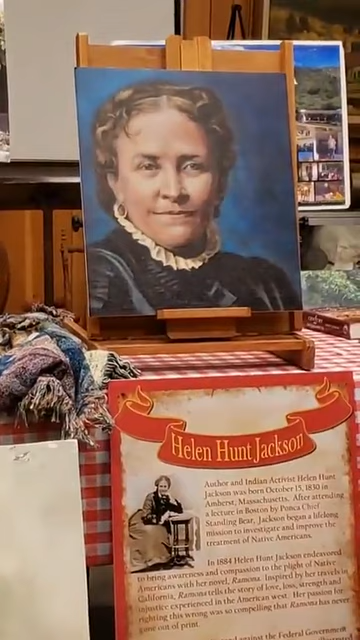 Helen Hunt Jackson
Author and Indian Activist Helen Hunt
Jackson was born October 15, 1830 in
Amherst, Massachusetts. After attending
a lecture in Boston by Ponca Chief
Standing Bear, Jackson began a lifelong
mission to investigate and improve the
treatment of Native Americans.
In 1884 Helen Hunt Jackson endeavored
to bring awareness and compassion to the plight of Native
Americans with her novel, Ramona. Inspired by her travels in
California, Ramona tells the story of love, loss, strength and
injustice experienced in the American west. Her passion for
righting this wrong was so compelling that Ramona has never
gone out of print.
against the Federal Government